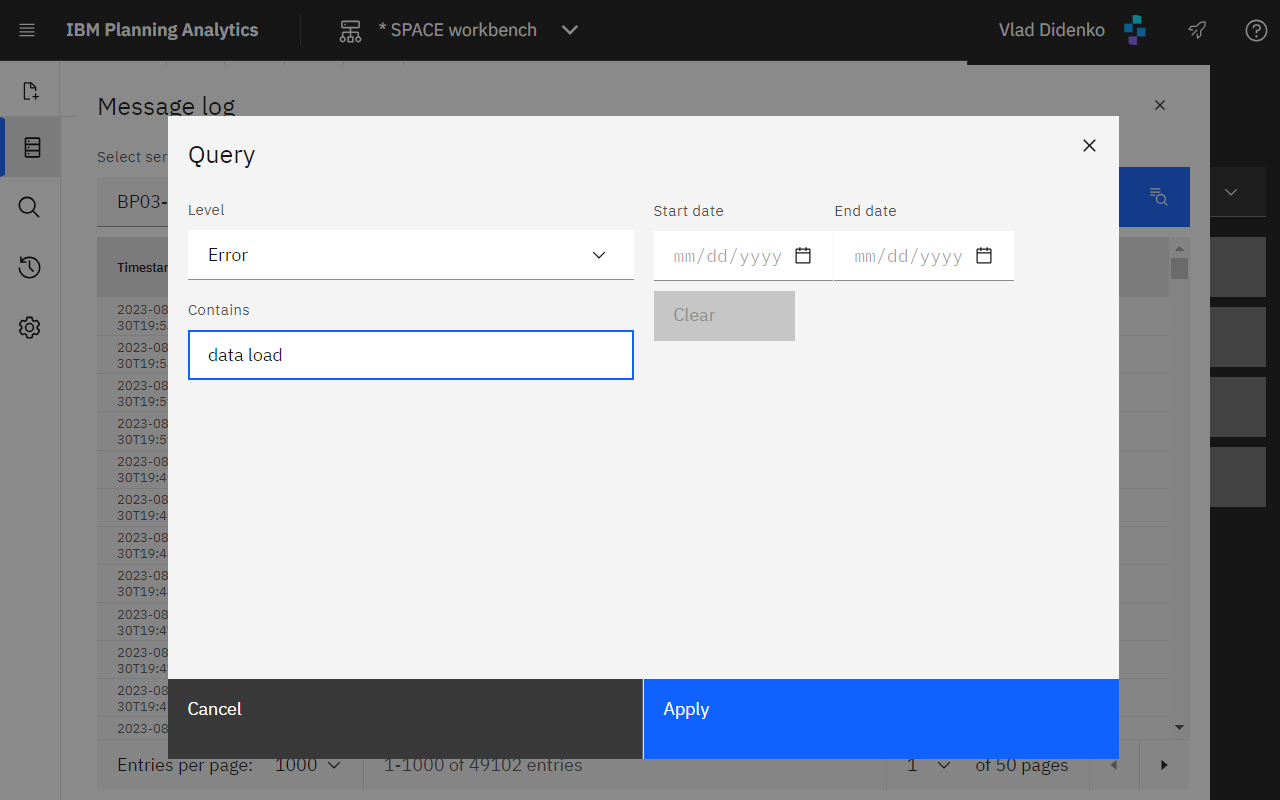 IBM Planning Analytics
* SPACE workbench
Vlad Didenko
Message log
Select ser
BP03-
Timestan
2023-08
30T19:5
2023-08
30T19:5
2023-08
30T19:5
2023-08
30T19:5
2023-08
30T19:4
2023-08
30T19:4
2023-08
30T19:4
2023-08
30T19:4
2023-08
30T19:4
2023-08
30T19:4
2023-08
30T19:4
2023-08
Query
Level
Error
Contains
data load
Start date
End date
mm/dd/yyyy
mm/dd/yyyy
Clear
Cancel
Apply
Entries per page:
1000
1-1000 of 49102 entries
1
of 50 pages